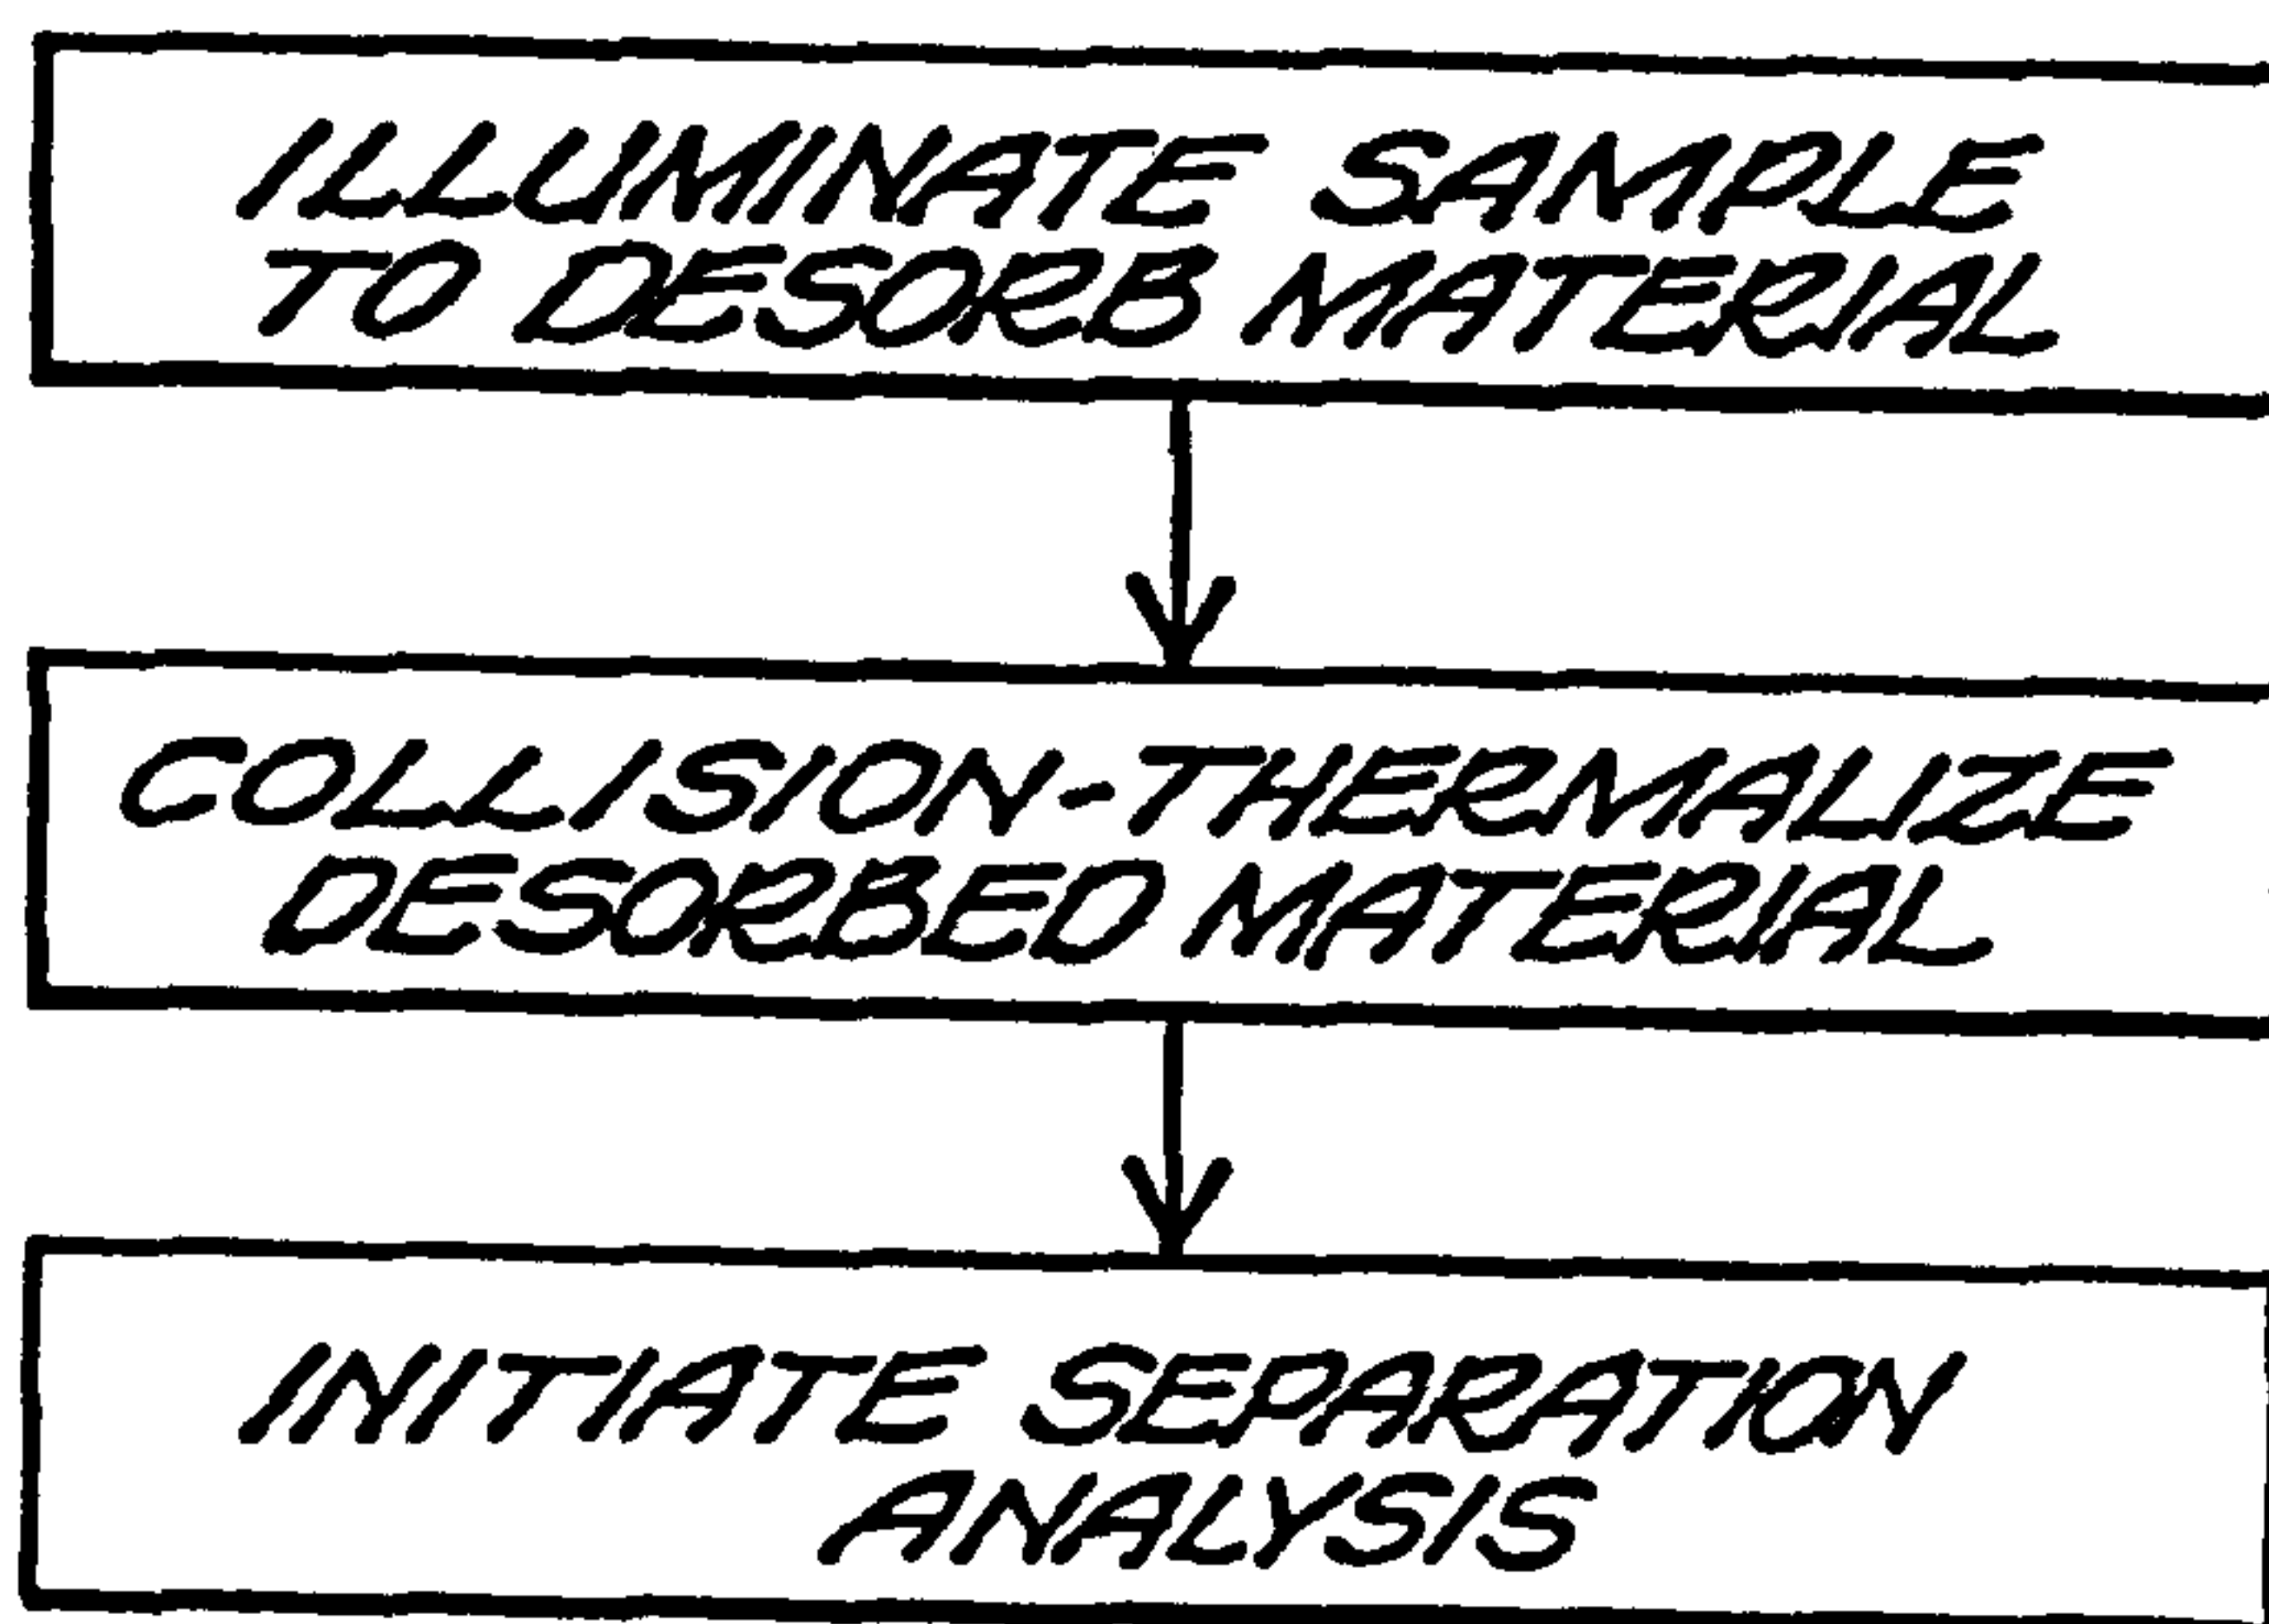 ILLUMINATE SAMPLE
TO DESORB MATERIAL
COLLISION-THERMALIZE
DESORBED MATERIAL
INITIATE SEPARATION
ANALYSIS